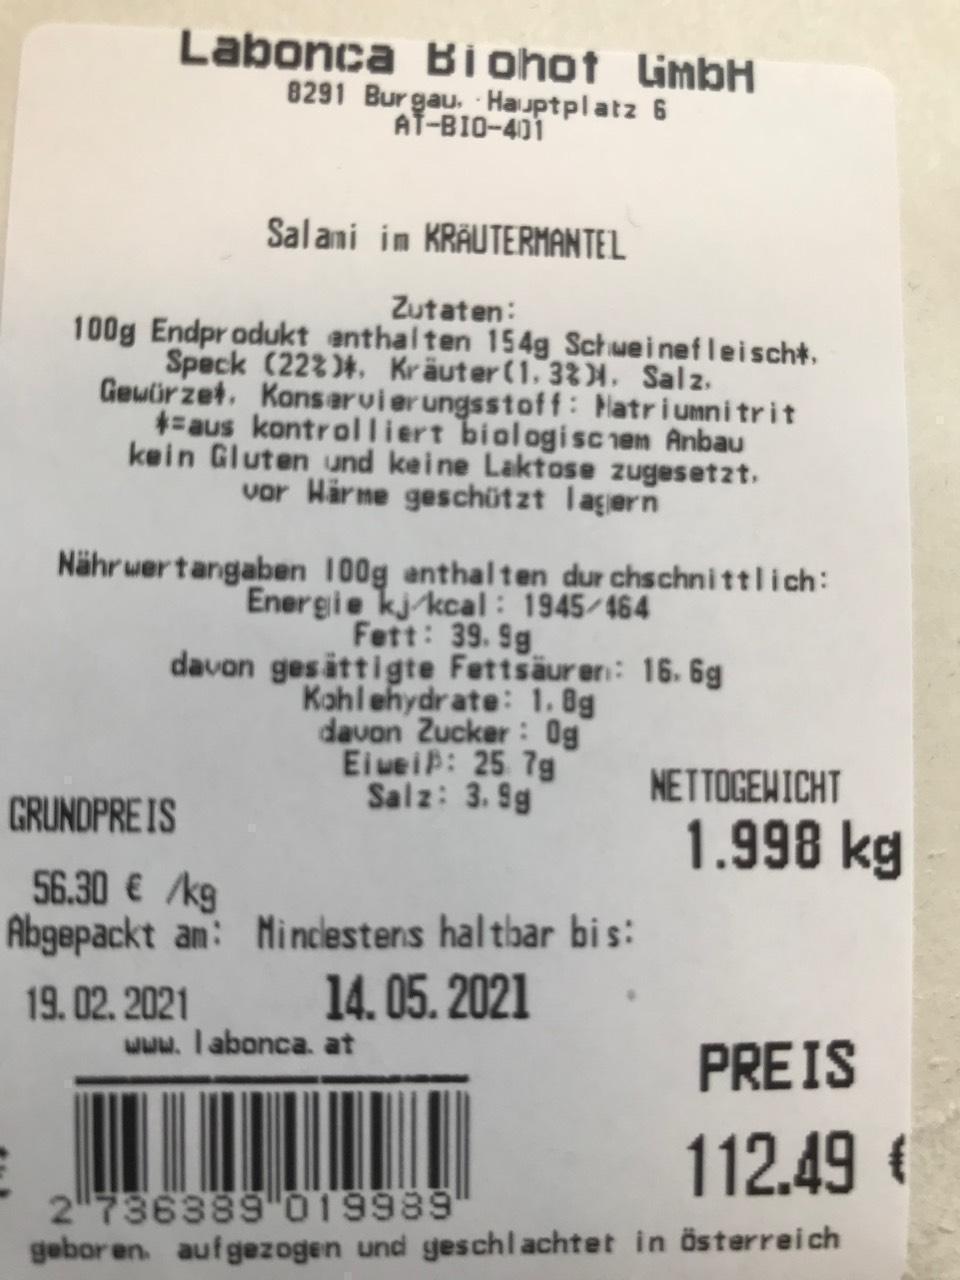 Labonca Biohof GmbH
8291 Burgau, Hauptplatz 6
AT-BIO-401
Salami im KRÄUTERMANTEL
Zutaten:
100g Endprodukt enthalten 154g Schweinefleisch*,
Speck (22%)*, Kräuter(1,3%)*, Salz,
Gewürze*, Konservierungsstoff: Natriumnitrit
*=aus kontrolliert biologischem Anbau
kein Gluten und keine Laktose zugesetzt.
vor Wärme geschützt lagern
Nährwertangaben 100g enthalten durchschnittlich:
Energie kj/kcal: 1945/464
Fett: 39.9g
davon gesättigte Fettsäuren: 16.6g
Kohlehydrate: 1.8g
davon Zucker: 0g
Eiweiß: 25.7g
Salz: 3.9g
NETTOGEWICHT
1.998 kg
GRUNDPREIS
56.30 € /kg
Abgepackt am: Mindestens haltbar bis:
19.02.2021 14.05.2021
www.labonca.at
PREIS
112.49 €
2 736389 019989
geboren, aufgezogen und geschlachtet in Österreich